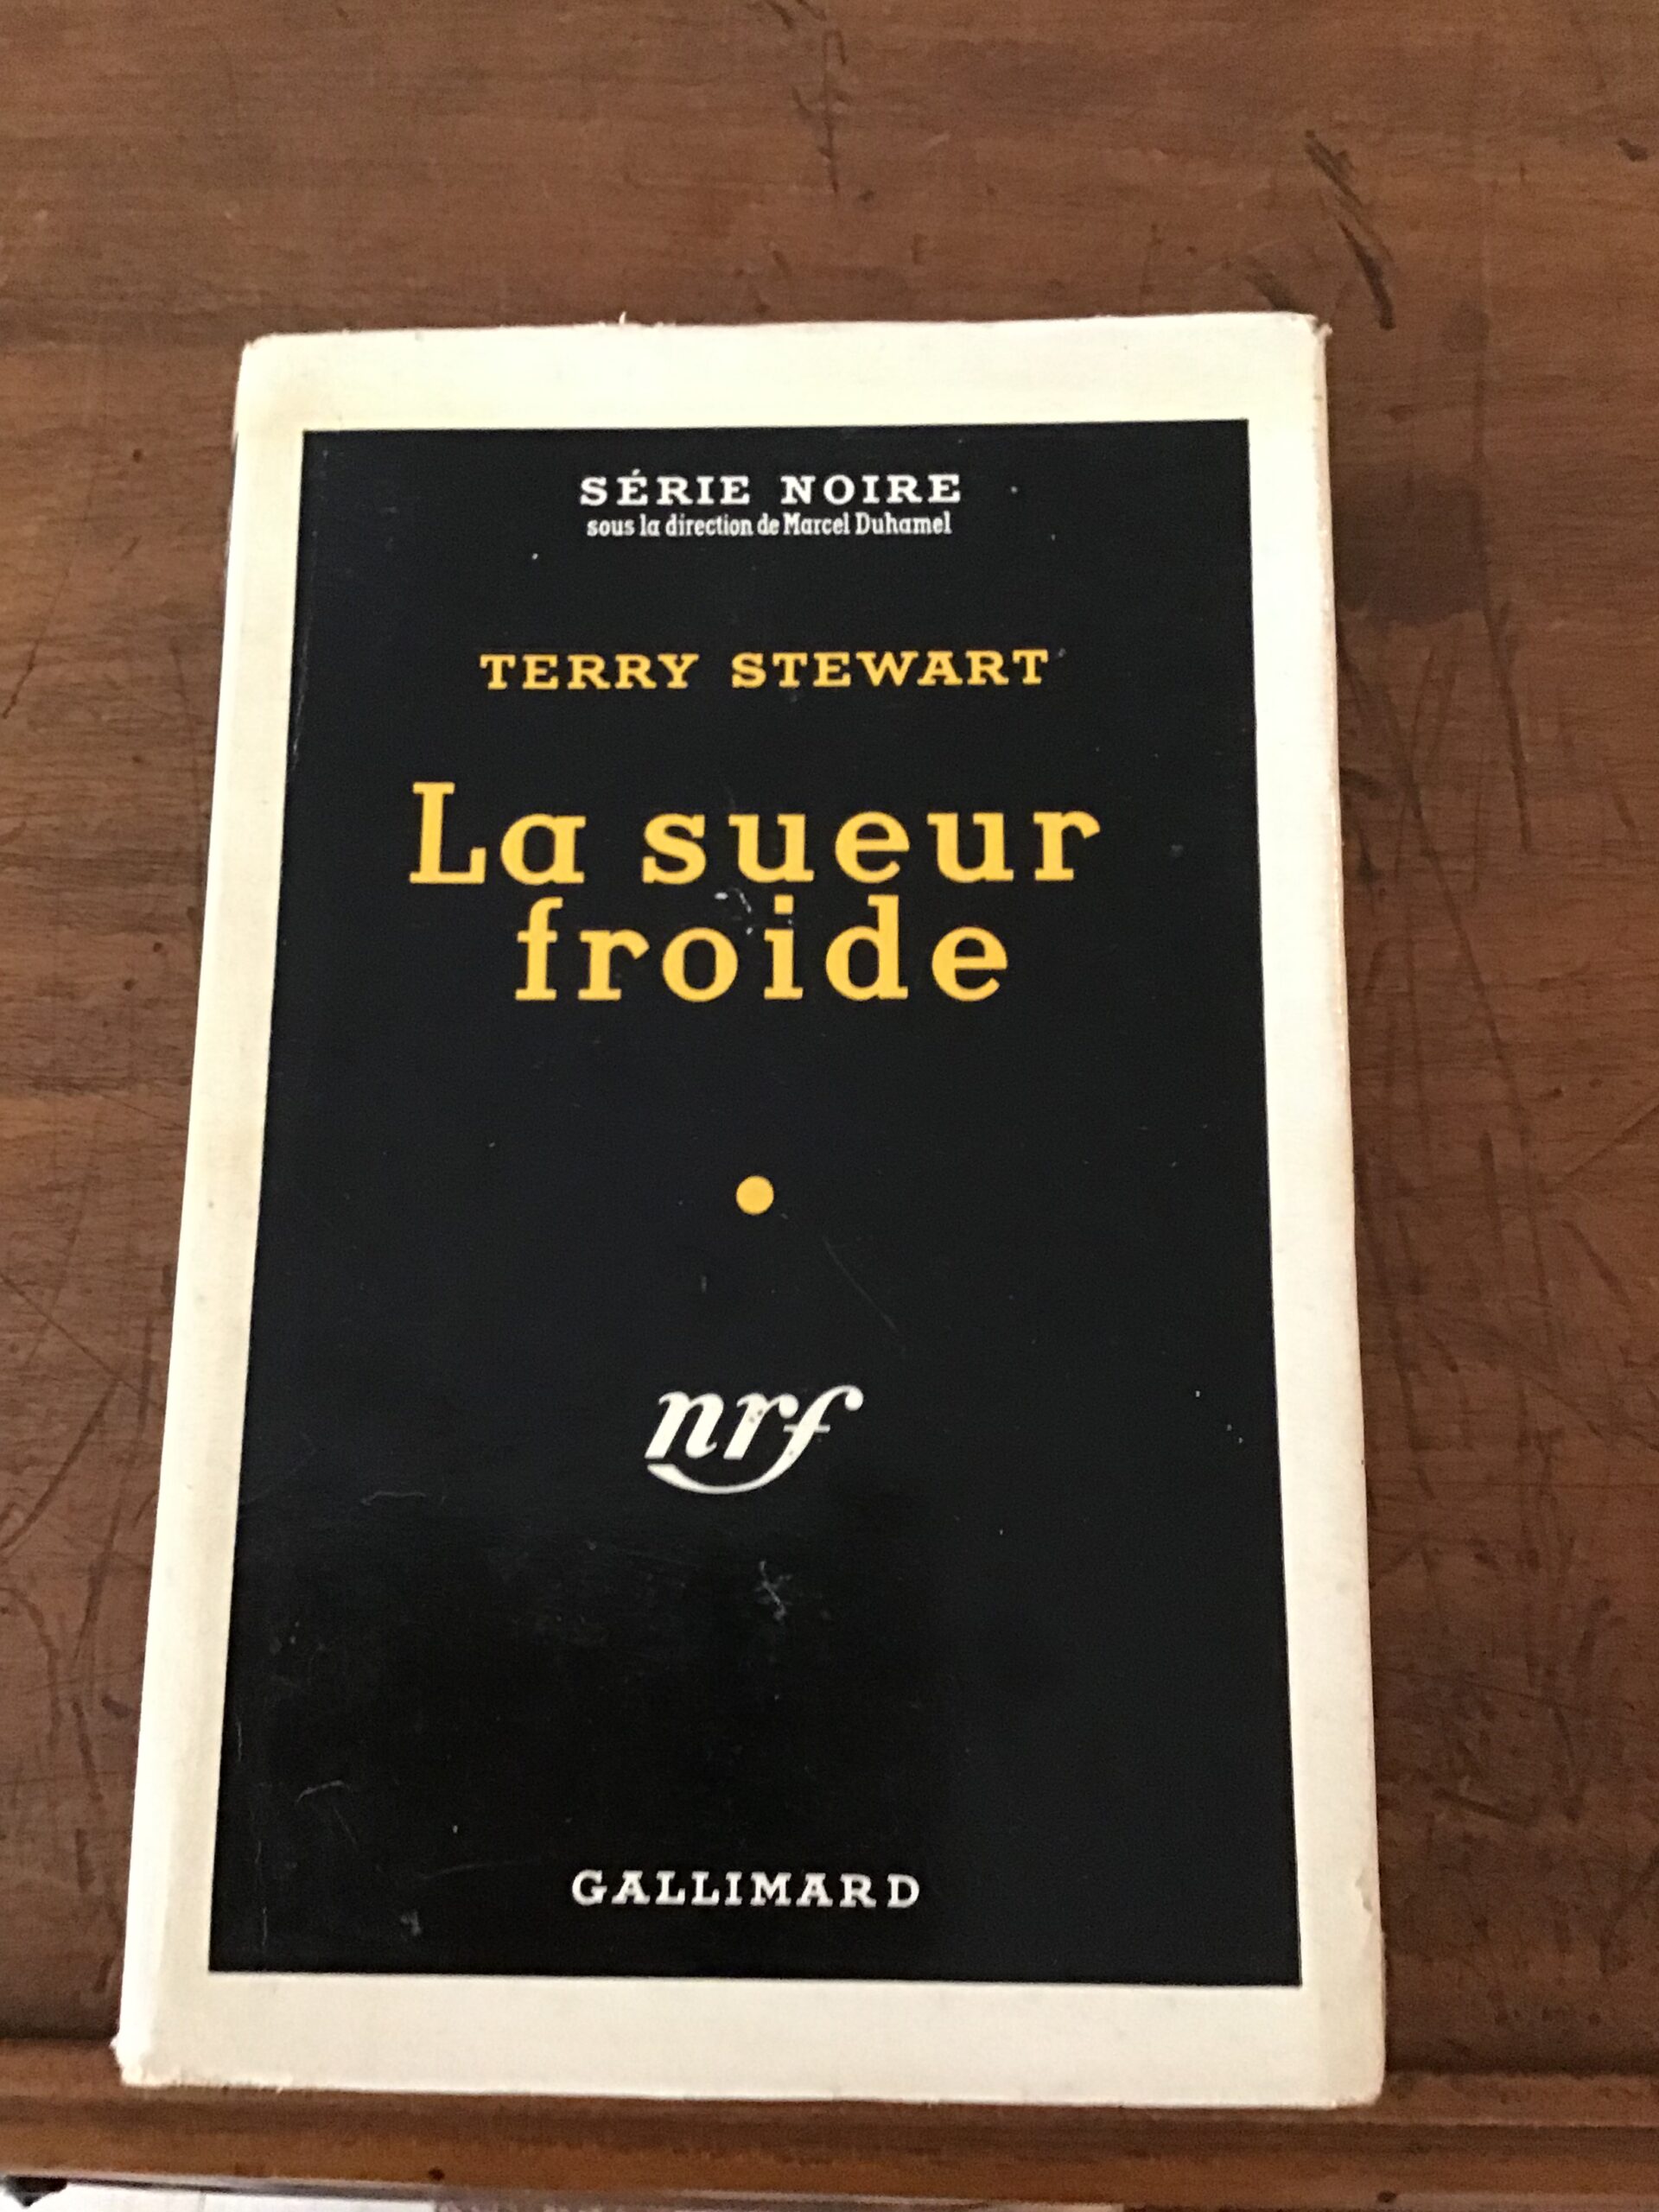 SÉRIE NOIRE
sous la direction de Marcel Duhamel
TERRY STEWART
La sueur
froide
nrf
GALLIMARD